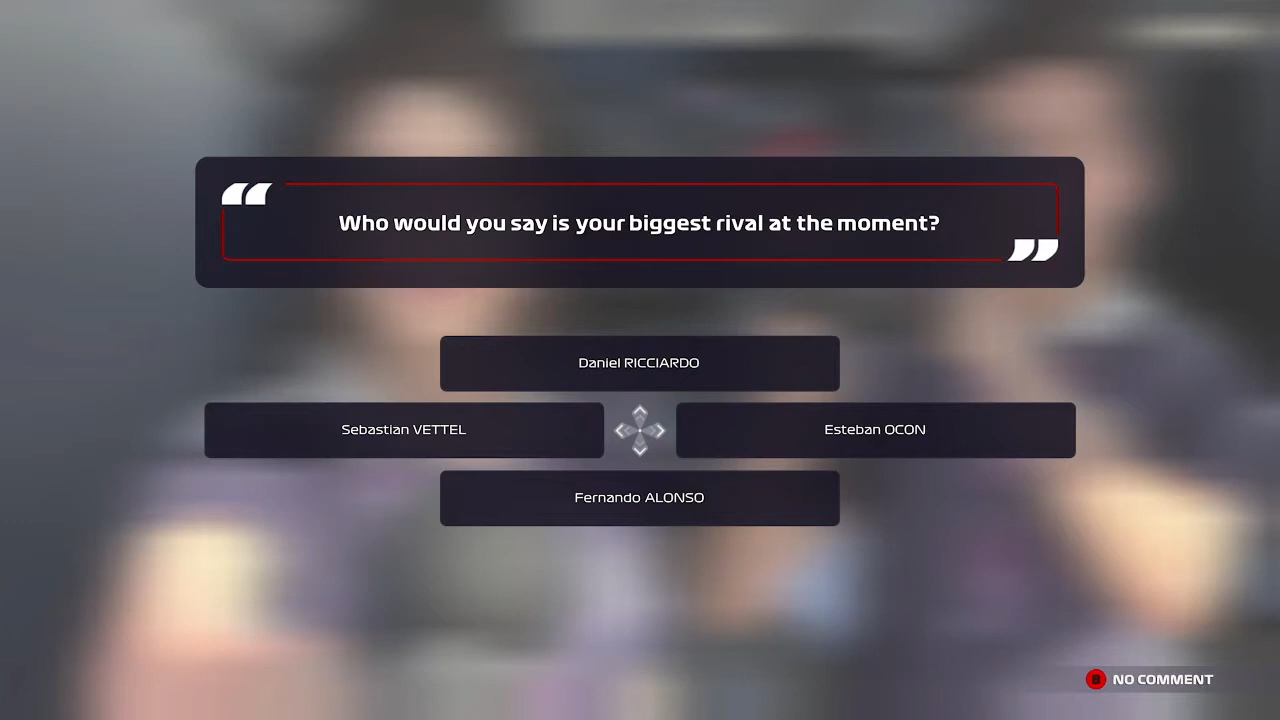 Who would you say is your biggest rival at the moment?
Daniel RICCIARDO
Sebastian VETTEL
Esteban OCON
Fernando ALONSO
B NO COMMENT